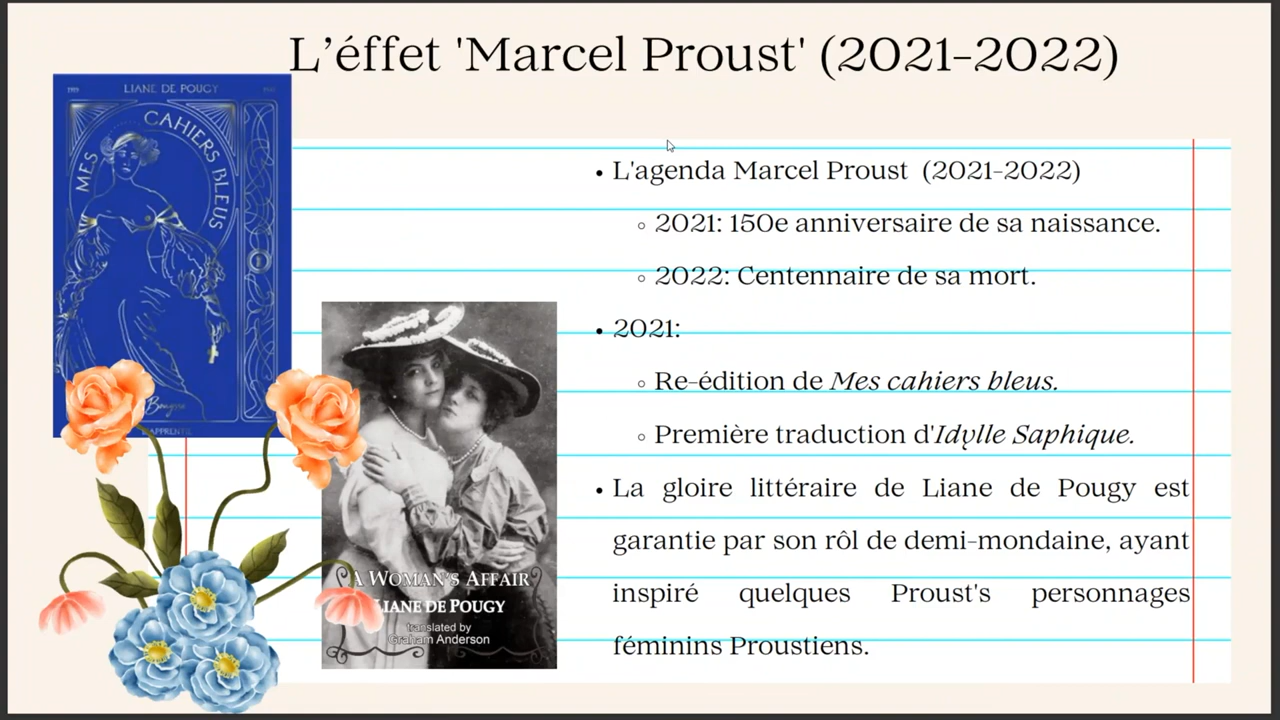 L'éffet 'Marcel Proust' (2021-2022)
LIANE DE POUGY
MES CAHIERS BLEUS
Bouysse
L'APPRENTIE
A WOMAN'S AFFAIR
LIANE DE POUGY
translated by
Graham Anderson
• L'agenda Marcel Proust (2021-2022)
◦ 2021: 150e anniversaire de sa naissance.
◦ 2022: Centennaire de sa mort.
• 2021:
◦ Re-édition de Mes cahiers bleus.
◦ Première traduction d'Idylle Saphique.
• La gloire littéraire de Liane de Pougy est
garantie par son rôl de demi-mondaine, ayant
inspiré quelques Proust's personnages
féminins Proustiens.